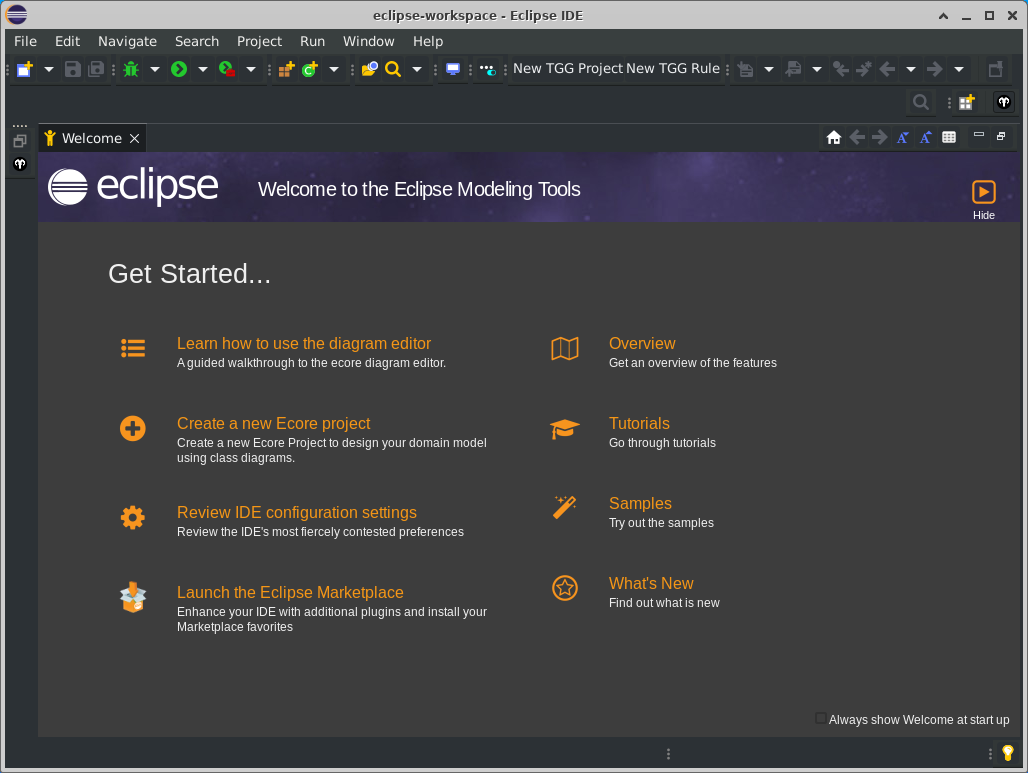 eclipse-workspace - Eclipse IDE
File Edit Navigate Search Project Run Window Help
New TGG Project New TGG Rule
Welcome
eclipse
Welcome to the Eclipse Modeling Tools
Hide
Get Started...
Learn how to use the diagram editor
A guided walkthrough to the ecore diagram editor.
Create a new Ecore project
Create a new Ecore Project to design your domain model
using class diagrams.
Review IDE configuration settings
Review the IDE's most fiercely contested preferences
Launch the Eclipse Marketplace
Enhance your IDE with additional plugins and install your
Marketplace favorites
Overview
Get an overview of the features
Tutorials
Go through tutorials
Samples
Try out the samples
What's New
Find out what is new
Always show Welcome at start up